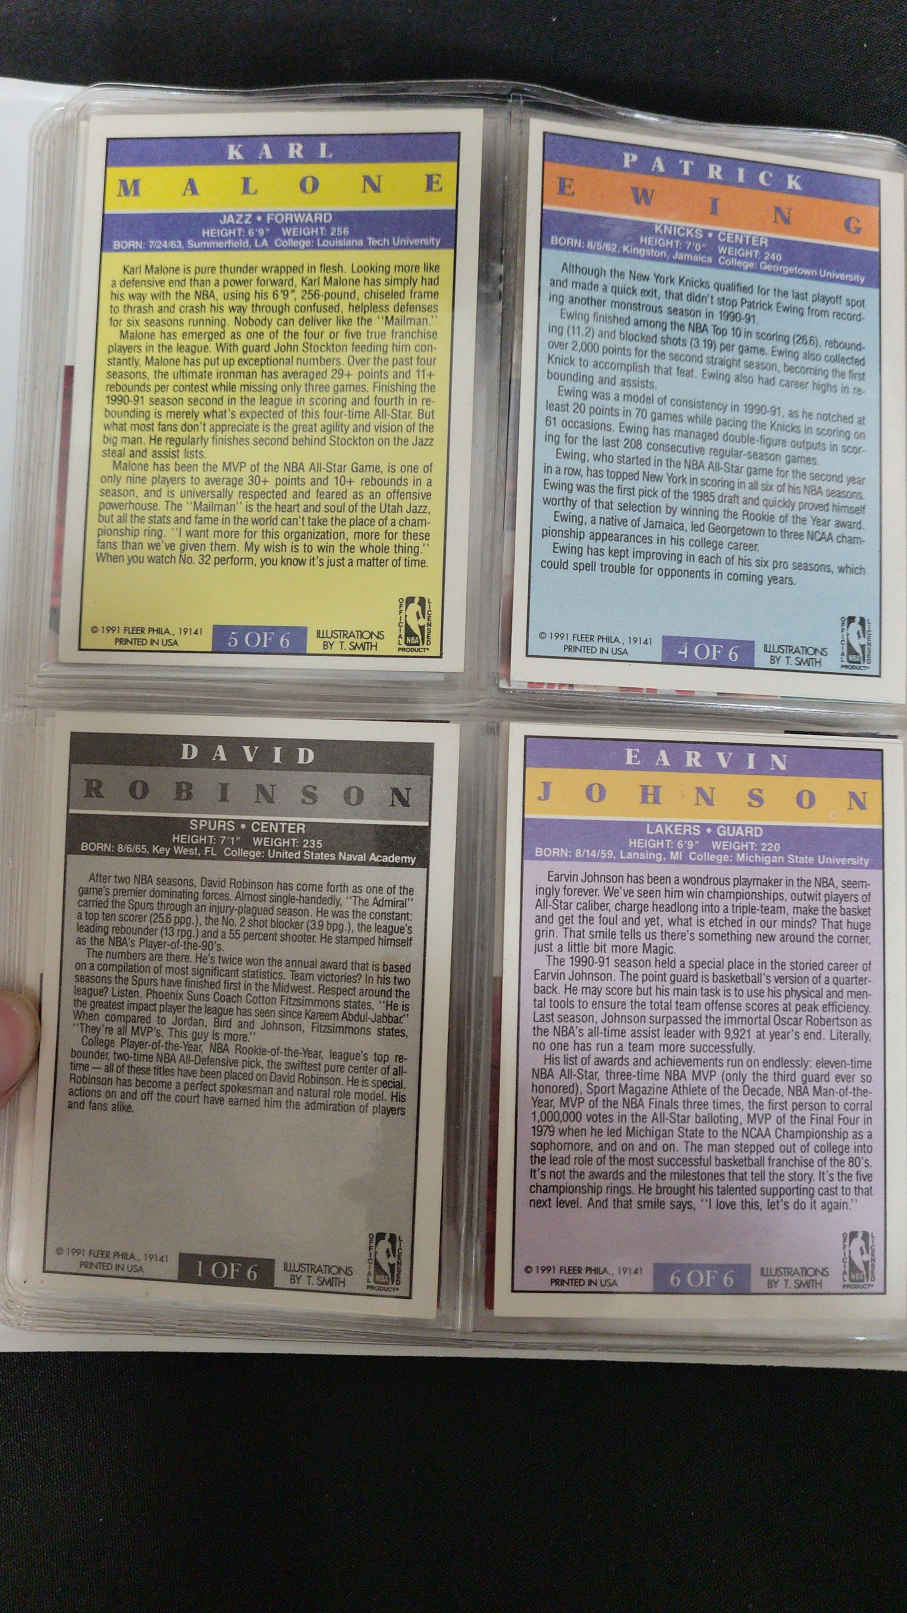 KARL
MALONE
JAZZ • FORWARD
HEIGHT: 6'9" WEIGHT: 256
BORN: 7/24/63, Summerfield, LA College: Louisiana Tech University
Karl Malone is pure thunder wrapped in flesh. Looking more like
a defensive end than a power forward, Karl Malone has simply had
his way with the NBA, using his 6'9", 256-pound, chiseled frame
to thrash and crash his way through confused, helpless defenses
for six seasons running. Nobody can deliver like the "Mailman."
Malone has emerged as one of the four or five true franchise
players in the league. With guard John Stockton feeding him con-
stantly, Malone has put up exceptional numbers. Over the past four
seasons, the ultimate ironman has averaged 29+ points and 11+
rebounds per contest while missing only three games. Finishing the
1990-91 season second in the league in scoring and fourth in re-
bounding is merely what's expected of this four-time All-Star. But
what most fans don't appreciate is the great agility and vision of the
big man. He regularly finishes second behind Stockton on the Jazz
steal and assist lists.
Malone has been the MVP of the NBA All-Star Game, is one of
only nine players to average 30+ points and 10+ rebounds in a
season, and is universally respected and feared as an offensive
powerhouse. The "Mailman" is the heart and soul of the Utah Jazz,
but all the stats and fame in the world can't take the place of a cham-
pionship ring. "I want more for this organization, more for these
fans than we've given them. My wish is to win the whole thing."
When you watch No. 32 perform, you know it's just a matter of time.
© 1991 FLEER PHILA., 19141
PRINTED IN USA
5 OF 6
ILLUSTRATIONS
BY T. SMITH
OFFICIAL
LICENSED
NBA
PRODUCT
PATRICK
EWING
KNICKS • CENTER
HEIGHT: 7'0" WEIGHT: 240
BORN: 8/5/62, Kingston, Jamaica College: Georgetown University
Although the New York Knicks qualified for the last playoff spot
and made a quick exit, that didn't stop Patrick Ewing from record-
ing another monstrous season in 1990-91.
Ewing finished among the NBA Top 10 in scoring (26.6), rebound-
ing (11.2) and blocked shots (3.19) per game. Ewing also collected
over 2,000 points for the second straight season, becoming the first
Knick to accomplish that feat. Ewing also had career highs in re-
bounding and assists.
Ewing was a model of consistency in 1990-91, as he notched at
least 20 points in 70 games while pacing the Knicks in scoring on
61 occasions. Ewing has managed double-figure outputs in scor-
ing for the last 208 consecutive regular-season games.
Ewing, who started in the NBA All-Star game for the second year
in a row, has topped New York in scoring in all six of his NBA seasons.
Ewing was the first pick of the 1985 draft and quickly proved himself
worthy of that selection by winning the Rookie of the Year award.
Ewing, a native of Jamaica, led Georgetown to three NCAA cham-
pionship appearances in his college career.
Ewing has kept improving in each of his six pro seasons, which
could spell trouble for opponents in coming years.
© 1991 FLEER PHILA., 19141
PRINTED IN USA
4 OF 6
ILLUSTRATIONS
BY T. SMITH
OFFICIAL
LICENSED
NBA
PRODUCT
DAVID
ROBINSON
SPURS • CENTER
HEIGHT: 7'1" WEIGHT: 235
BORN: 8/6/65, Key West, FL College: United States Naval Academy
After two NBA seasons, David Robinson has come forth as one of the
game's premier dominating forces. Almost single-handedly, "The Admiral"
carried the Spurs through an injury-plagued season. He was the constant:
a top ten scorer (25.6 ppg.), the No. 2 shot blocker (3.9 bpg.), the league's
leading rebounder (13 rpg.) and a 55 percent shooter. He stamped himself
as the NBA's Player-of-the-90's.
The numbers are there. He's twice won the annual award that is based
on a compilation of most significant statistics. Team victories? In his two
seasons the Spurs have finished first in the Midwest. Respect around the
league? Listen, Phoenix Suns Coach Cotton Fitzsimmons states, "He is
the greatest impact player the league has seen since Kareem Abdul-Jabbar."
When compared to Jordan, Bird and Johnson, Fitzsimmons states,
"They're all MVP's. This guy is more."
College Player-of-the-Year, NBA Rookie-of-the-Year, league's top re-
bounder, two-time NBA All-Defensive pick, the swiftest pure center of all-
time — all of these titles have been placed on David Robinson. He is special.
Robinson has become a perfect spokesman and natural role model. His
actions on and off the court have earned him the admiration of players
and fans alike.
© 1991 FLEER PHILA., 19141
PRINTED IN USA
1 OF 6
ILLUSTRATIONS
BY T. SMITH
OFFICIAL
LICENSED
NBA
PRODUCT
EARVIN
JOHNSON
LAKERS • GUARD
HEIGHT: 6'9" WEIGHT: 220
BORN: 8/14/59, Lansing, MI College: Michigan State University
Earvin Johnson has been a wondrous playmaker in the NBA, seem-
ingly forever. We've seen him win championships, outwit players of
All-Star caliber, charge headlong into a triple-team, make the basket
and get the foul and yet, what is etched in our minds? That huge
grin. That smile tells us there's something new around the corner,
just a little bit more Magic.
The 1990-91 season held a special place in the storied career of
Earvin Johnson. The point guard is basketball's version of a quarter-
back. He may score but his main task is to use his physical and men-
tal tools to ensure the total team offense scores at peak efficiency.
Last season, Johnson surpassed the immortal Oscar Robertson as
the NBA's all-time assist leader with 9,921 at year's end. Literally,
no one has run a team more successfully.
His list of awards and achievements run on endlessly: eleven-time
NBA All-Star, three-time NBA MVP (only the third guard ever so
honored), Sport Magazine Athlete of the Decade, NBA Man-of-the-
Year, MVP of the NBA Finals three times, the first person to corral
1,000,000 votes in the All-Star balloting, MVP of the Final Four in
1979 when he led Michigan State to the NCAA Championship as a
sophomore, and on and on. The man stepped out of college into
the lead role of the most successful basketball franchise of the 80's.
It's not the awards and the milestones that tell the story. It's the five
championship rings. He brought his talented supporting cast to that
next level. And that smile says, "I love this, let's do it again."
© 1991 FLEER PHILA., 19141
PRINTED IN USA
6 OF 6
ILLUSTRATIONS
BY T. SMITH
OFFICIAL
LICENSED
NBA
PRODUCT